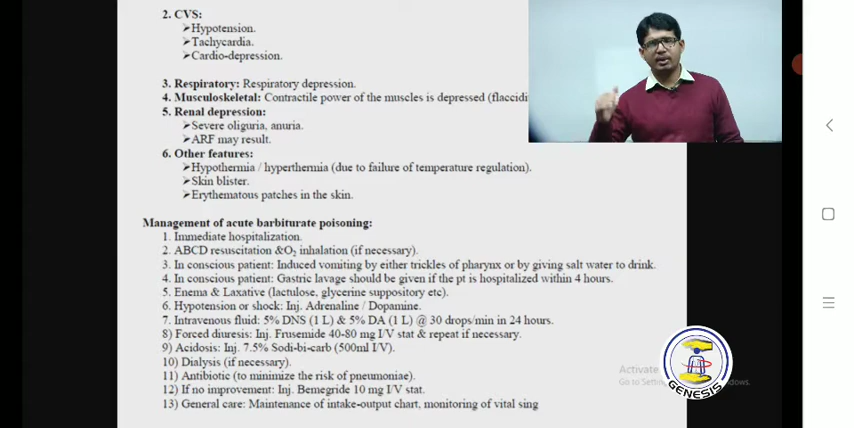 2. CVS:
➢Hypotension.
➢Tachycardia.
➢Cardio-depression.
3. Respiratory: Respiratory depression.
4. Musculoskeletal: Contractile power of the muscles is depressed
5. Renal depression:
➢Severe oliguria, anuria.
➢ARF may result.
6. Other features:
➢Hypothermia / hyperthermia (due to failure of temperature regulation).
➢Skin blister.
➢Erythematous patches in the skin.
Management of acute barbiturate poisoning:
1. Immediate hospitalization.
2. ABCD resuscitation &O₂ inhalation (if necessary).
3. In conscious patient: Induced vomiting by either trickles of pharynx or by giving salt water to drink.
4. In conscious patient: Gastric lavage should be given if the pt is hospitalized within 4 hours.
5. Enema & Laxative (lactulose, glycerine suppository etc).
6. Hypotension or shock: Inj. Adrenaline / Dopamine.
7. Intravenous fluid: 5% DNS (1 L) & 5% DA (1 L) @ 30 drops/min in 24 hours.
8) Forced diuresis: Inj. Frusemide 40-80 mg I/V stat & repeat if necessary.
9) Acidosis: Inj. 7.5% Sodi-bi-carb (500ml I/V).
10) Dialysis (if necessary).
11) Antibiotic (to minimize the risk of pneumoniae).
12) If no improvement: Inj. Bemegride 10 mg I/V stat.
13) General care: Maintenance of intake-output chart, monitoring of vital sing
Activate
Go to Setti
ndows.
GENESIS